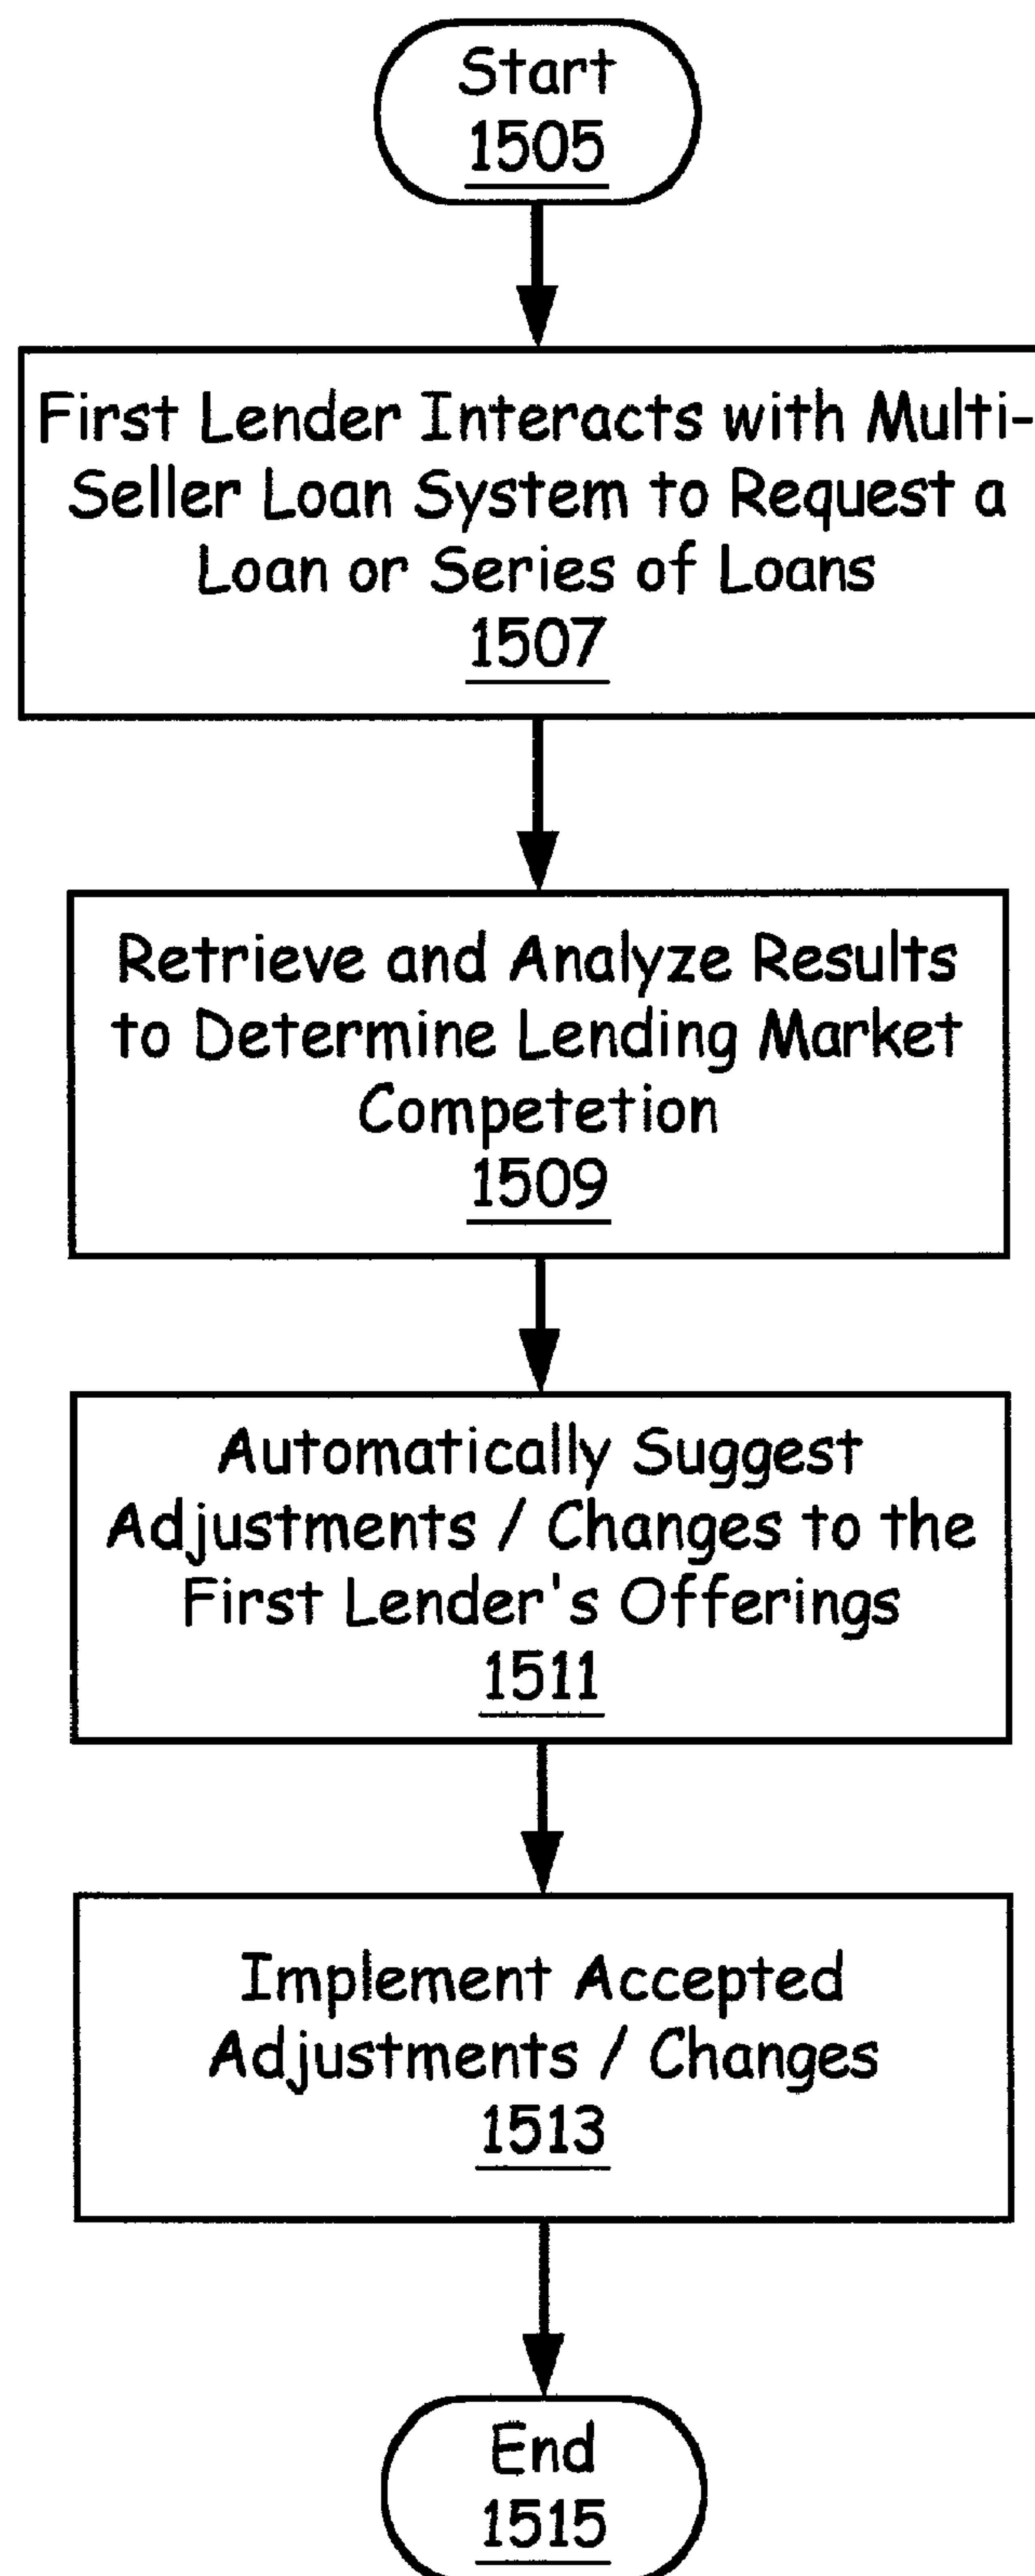 Start
1505
First Lender Interacts with Multi-
Seller Loan System to Request a
Loan or Series of Loans
1507
Retrieve and Analyze Results
to Determine Lending Market
Competetion
1509
Automatically Suggest
Adjustments / Changes to the
First Lender's Offerings
1511
Implement Accepted
Adjustments / Changes
1513
End
1515